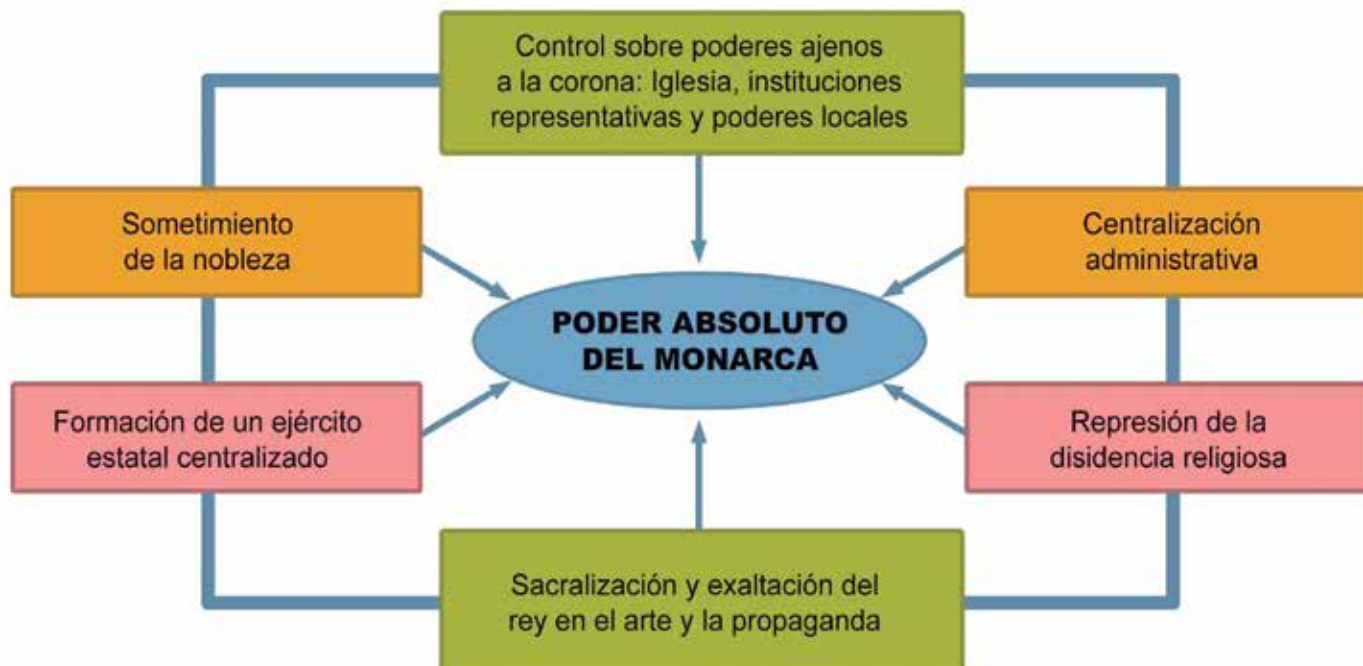 Control sobre poderes ajenos
a la corona: Iglesia, instituciones
representativas y poderes locales
Sometimiento
de la nobleza
Centralización
administrativa
PODER ABSOLUTO
DEL MONARCA
Formación de un ejército
estatal centralizado
Represión de la
disidencia religiosa
Sacralización y exaltación del
rey en el arte y la propaganda